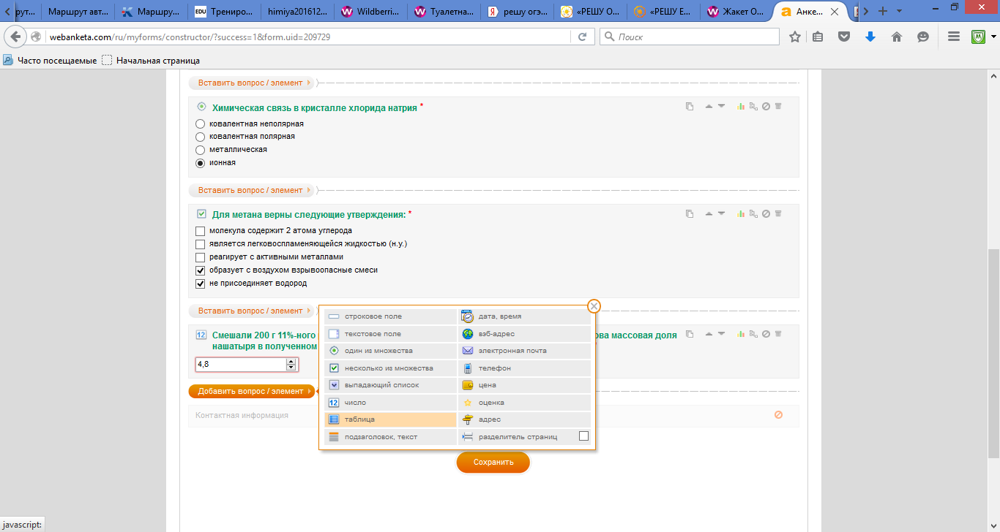 рут...
Маршрут авт...
Маршру...
EDU Трениро...
himiya201612...
Wildberri...
Туалетна...
решу огэ...
«РЕШУ О...
«РЕШУ Е...
Жакет О...
Анке...
webanketa.com/ru/myforms/constructor/?success=1&form.uid=209729
Поиск
Часто посещаемые
Начальная страница
Вставить вопрос / элемент
Химическая связь в кристалле хлорида натрия *
ковалентная неполярная
ковалентная полярная
металлическая
ионная
Вставить вопрос / элемент
Для метана верны следующие утверждения: *
молекула содержит 2 атома углерода
является легковоспламеняющейся жидкостью (н.у.)
реагирует с активными металлами
образует с воздухом взрывоопасные смеси
не присоединяет водород
Вставить вопрос / элемент
12 Смешали 200 г 11%-ного
ова массовая доля
нашатыря в полученном
4,8
Добавить вопрос / элемент
Контактная информация
строковое поле
текстовое поле
один из множества
несколько из множества
выпадающий список
12 число
таблица
подзаголовок, текст
дата, время
вэб-адрес
электронная почта
телефон
цена
оценка
адрес
разделитель страниц
Сохранить
javascript: